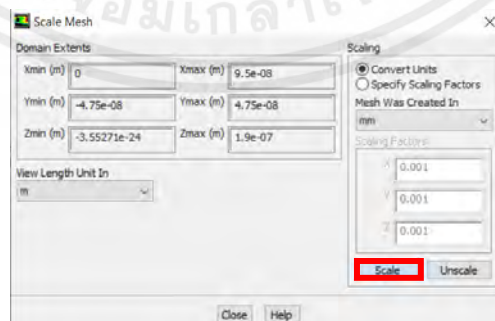 Scale Mesh
Domain Extents
Xmin (m) 0 Xmax (m) 9.5e-08
Ymin (m) -4.75e-08 Ymax (m) 4.75e-08
Zmin (m) -3.55271e-24 Zmax (m) 1.9e-07
View Length Unit In
m
Scaling
Convert Units
Specify Scaling Factors
Mesh Was Created In
mm
Scaling Factors
X 0.001
Y 0.001
Z 0.001
Scale Unscale
Close Help